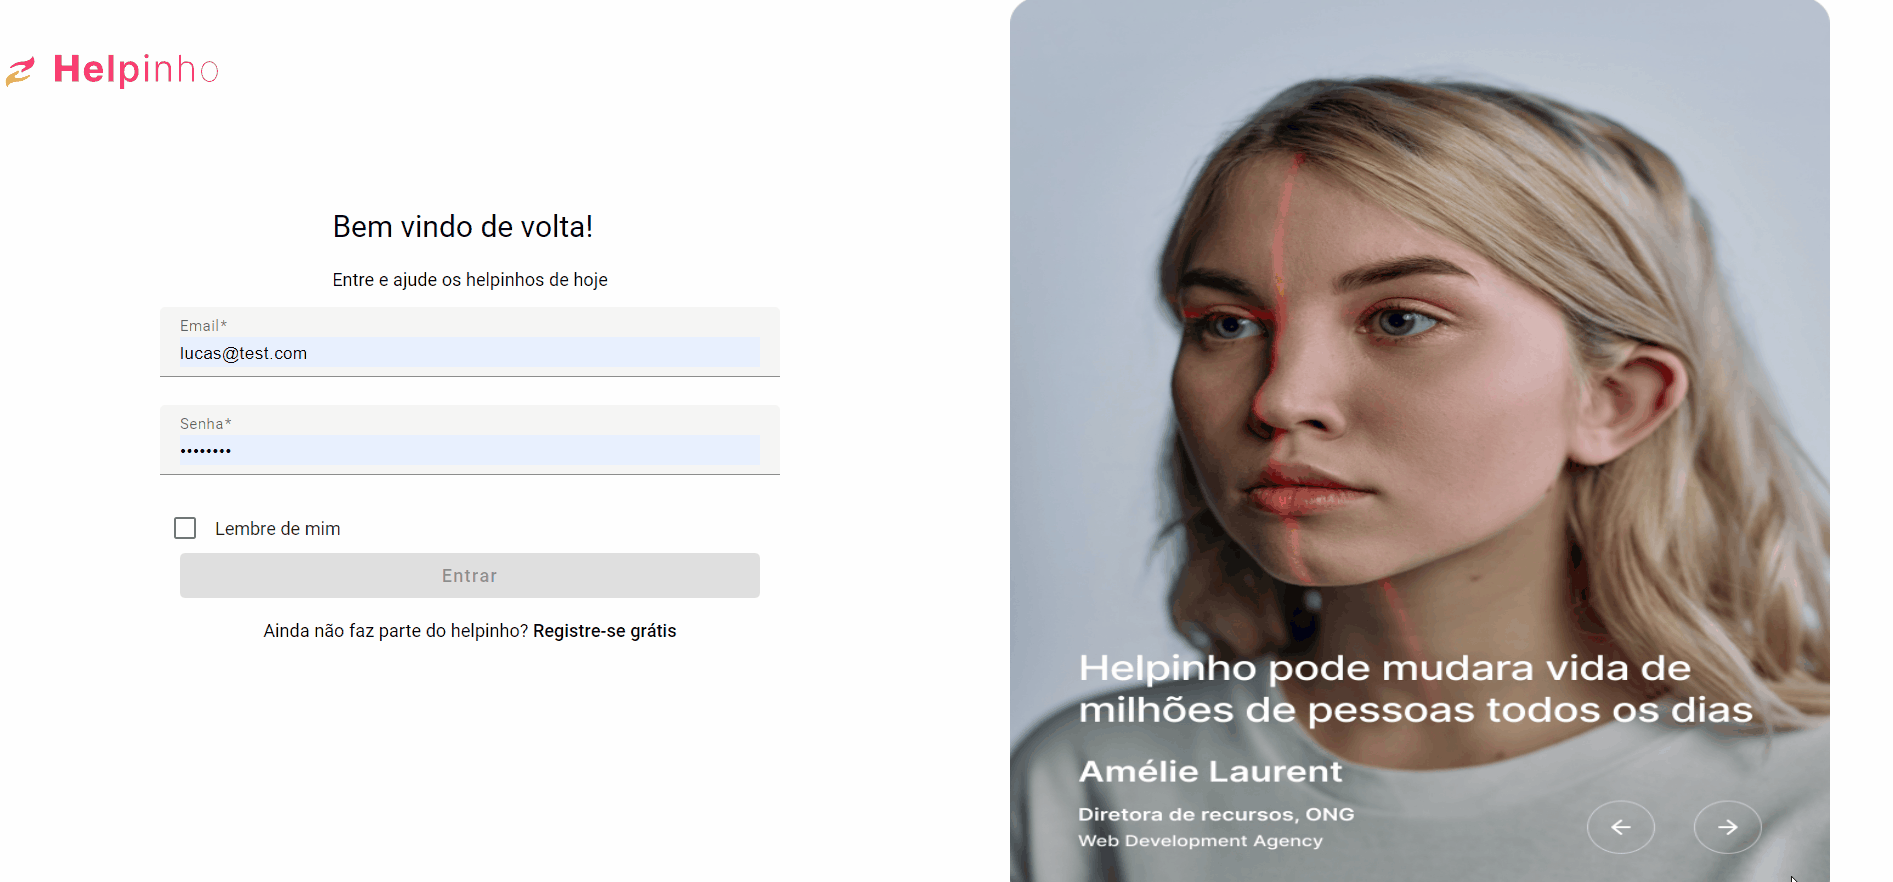 Helpinho
Bem vindo de volta!
Entre e ajude os helpinhos de hoje
Email*
lucas@test.com
Senha*
••••••••
Lembre de mim
Entrar
Ainda não faz parte do helpinho? Registre-se grátis
Helpinho pode mudara vida de
milhões de pessoas todos os dias
Amélie Laurent
Diretora de recursos, ONG
Web Development Agency